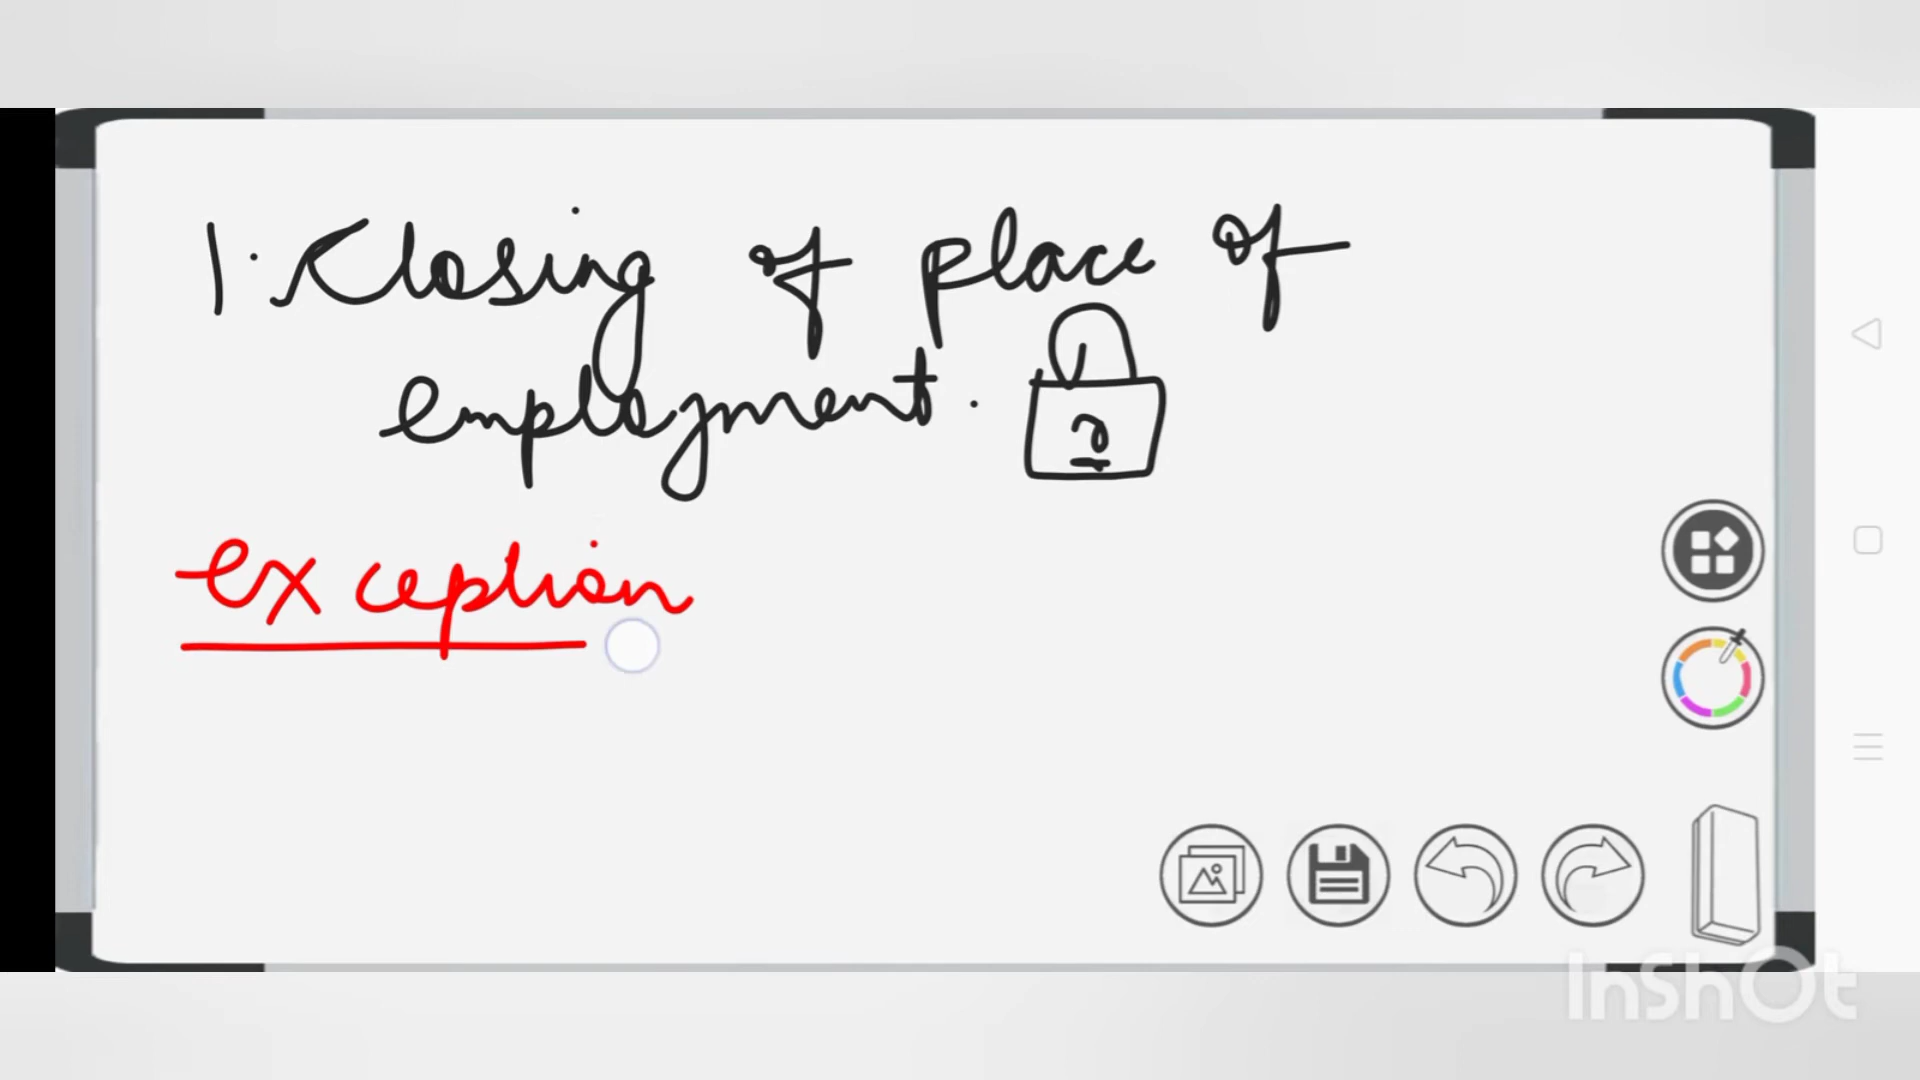 1. Closing of place of
employment.
exception
InShOt